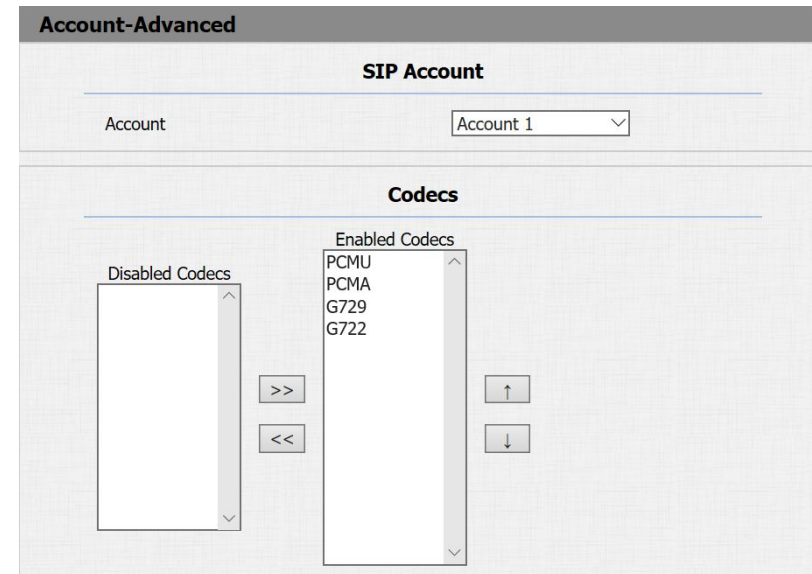 Account-Advanced
SIP Account
Account
Account 1
Codecs
Disabled Codecs
Enabled Codecs
PCMU
PCMA
G729
G722
>>
<<
↑
↓